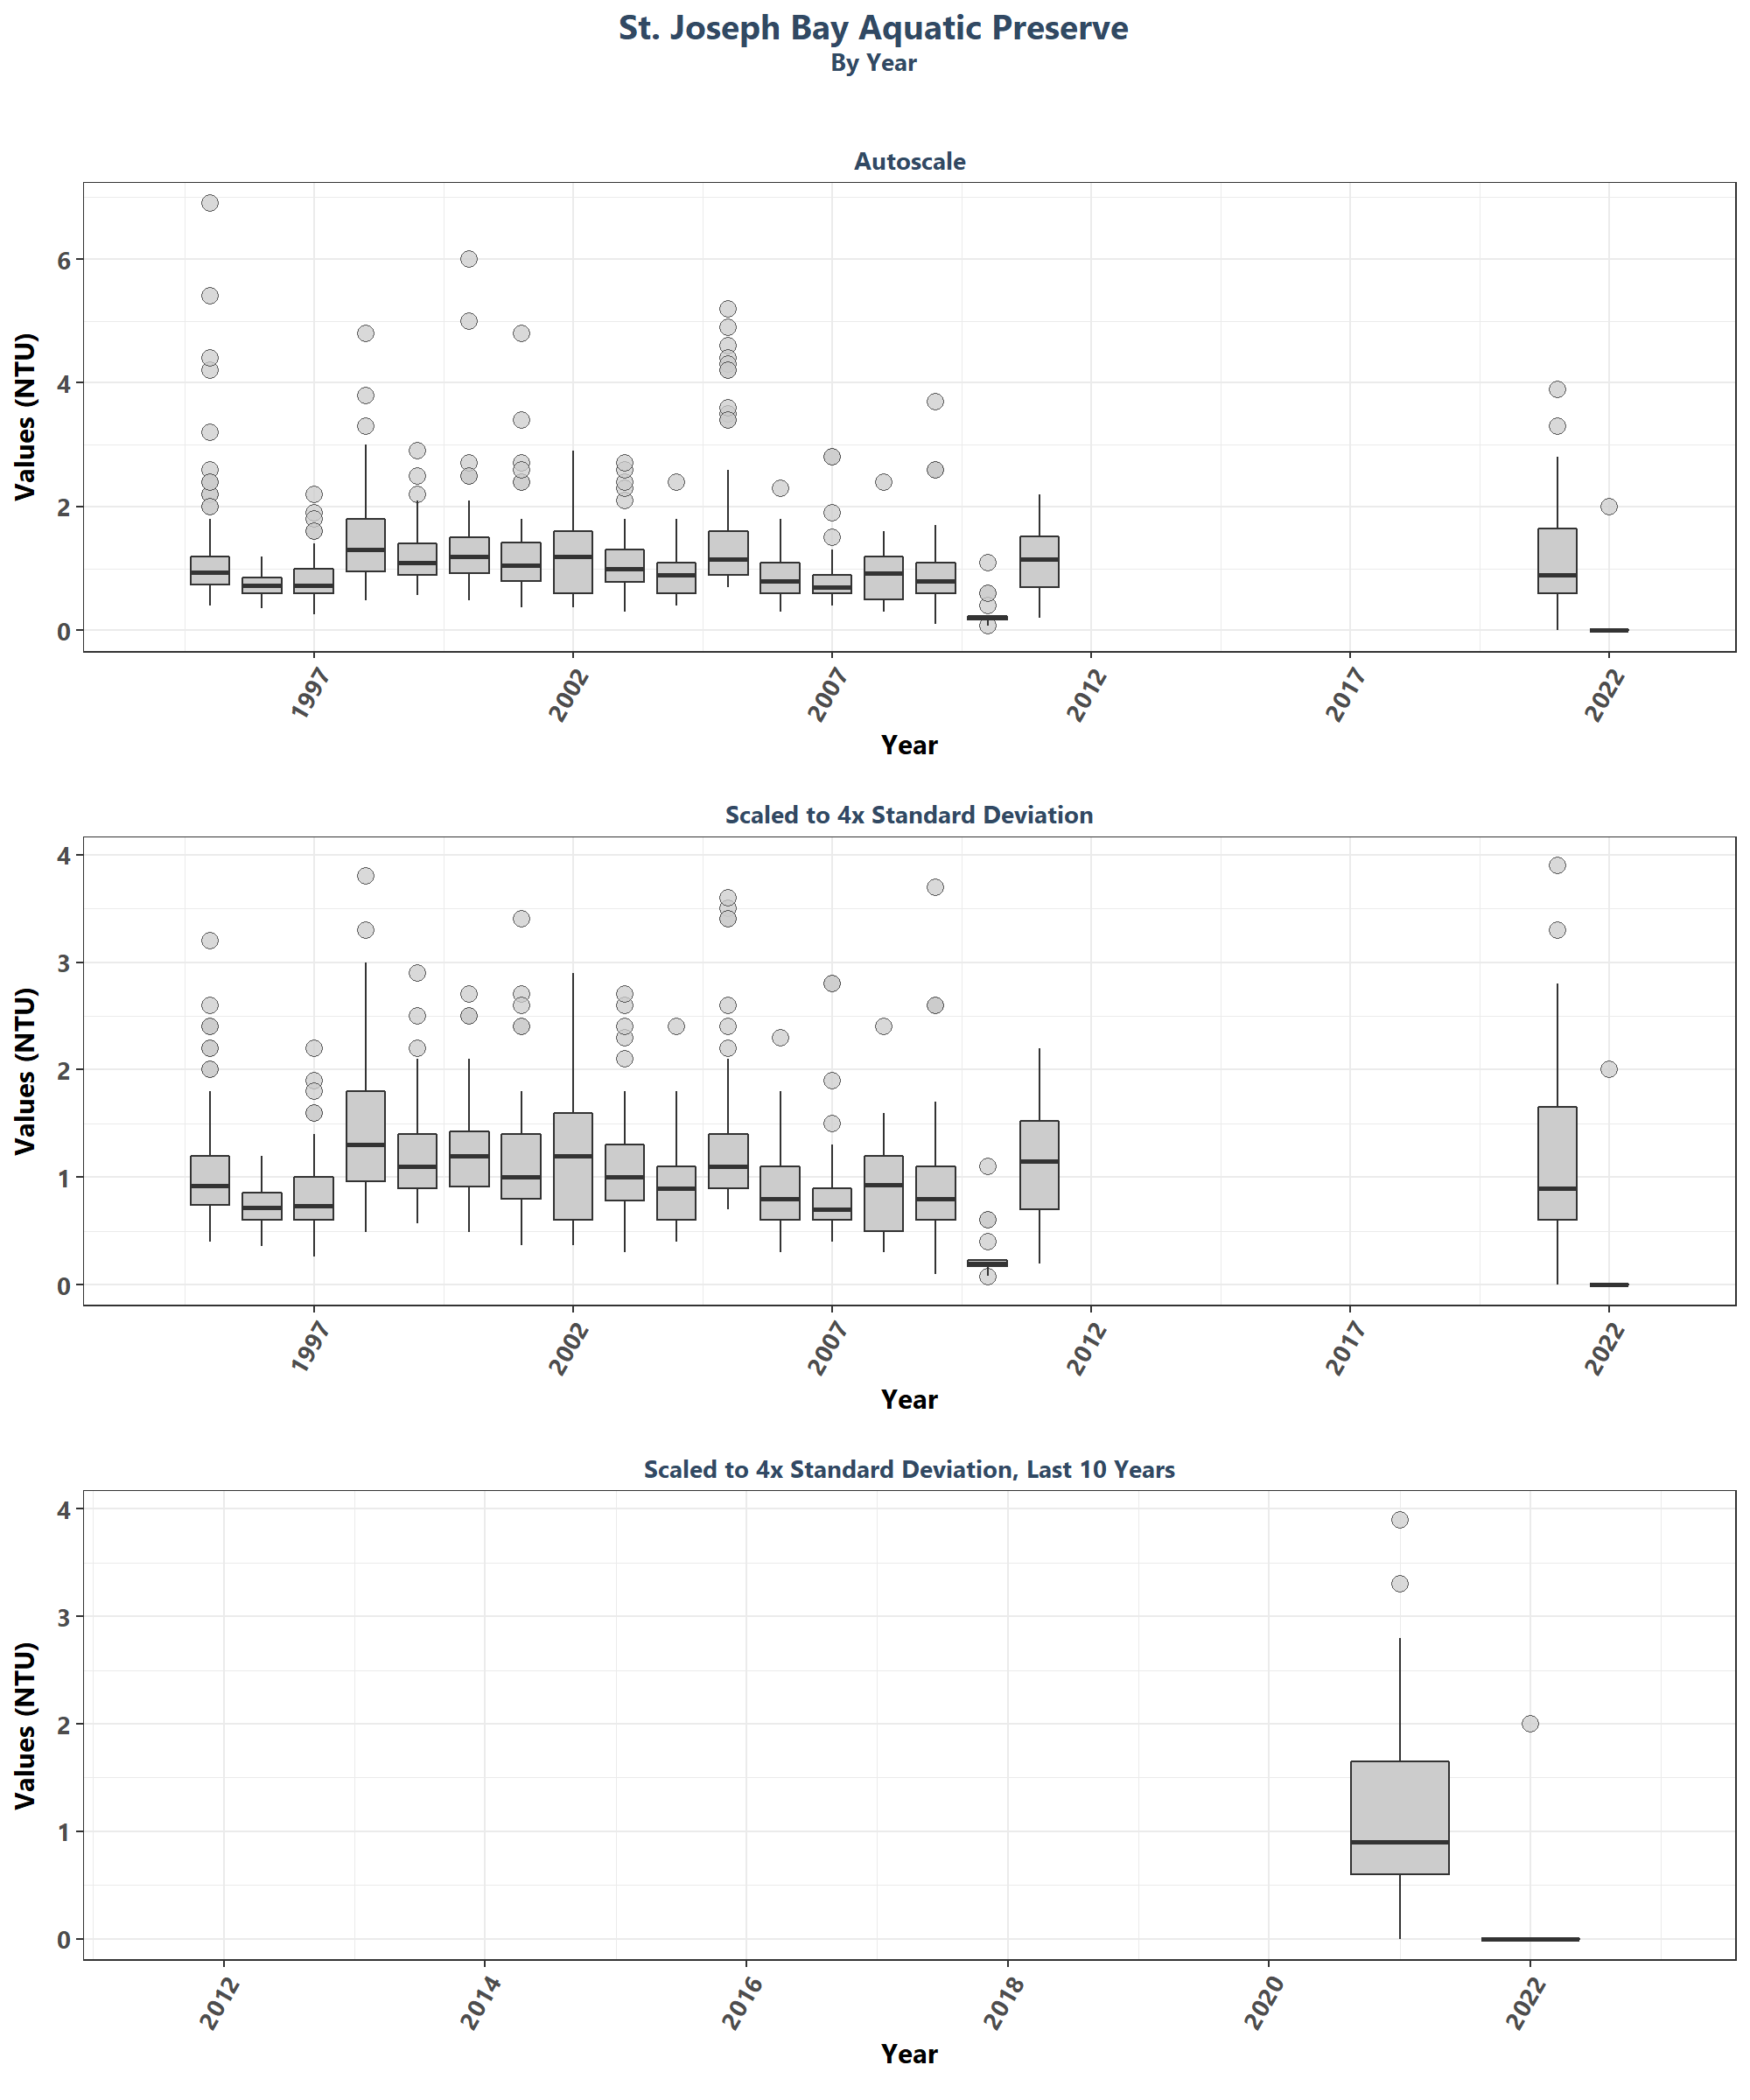 St. Joseph Bay Aquatic Preserve
By Year
Autoscale
Values (NTU)
6
4
2
0
1997
2002
2007
2012
2017
2022
Year
Scaled to 4x Standard Deviation
Values (NTU)
4
3
2
1
0
1997
2002
2007
2012
2017
2022
Year
Scaled to 4x Standard Deviation, Last 10 Years
Values (NTU)
4
3
2
1
0
2012
2014
2016
2018
2020
2022
Year